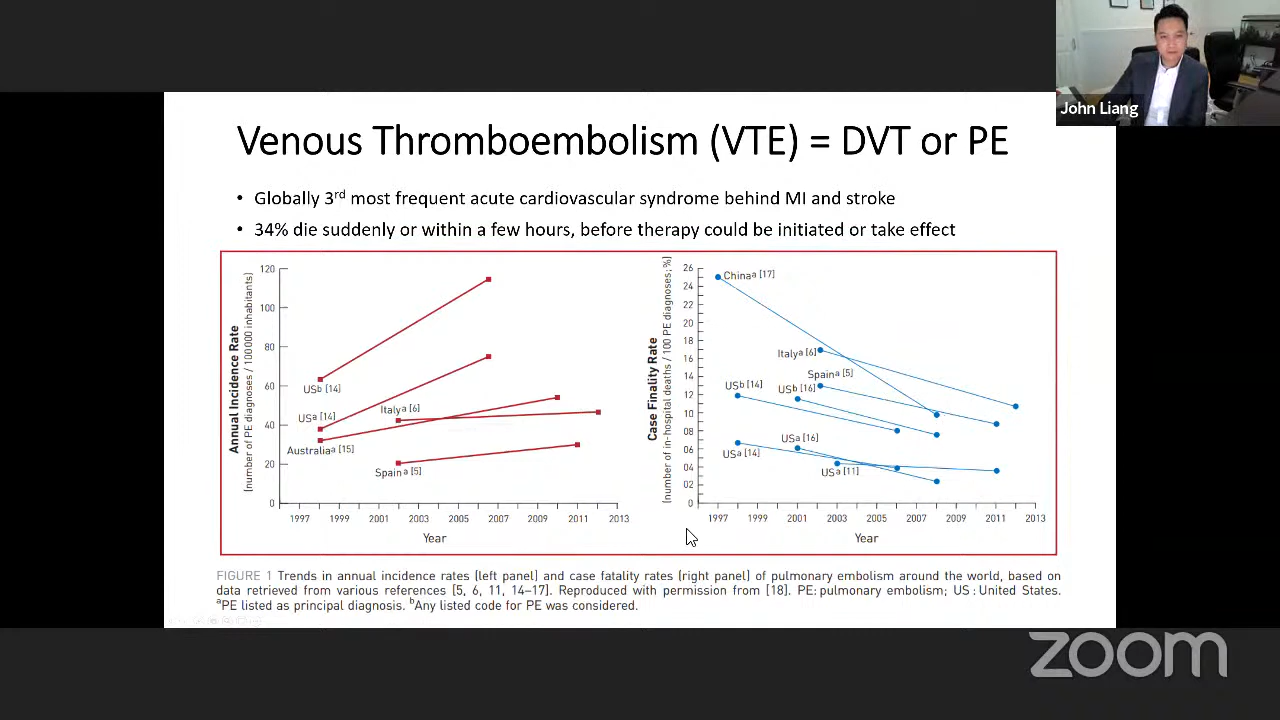 John Liang
Venous Thromboembolism (VTE) = DVT or PE
• Globally 3rd most frequent acute cardiovascular syndrome behind MI and stroke
• 34% die suddenly or within a few hours, before therapy could be initiated or take effect
Annual Incidence Rate
(number of PE diagnoses / 100 000 inhabitants)
120
100
80
60
40
20
0
USb [14]
USa [14]
Italya [6]
Australiaa [15]
Spaina [5]
1997 1999 2001 2003 2005 2007 2009 2011 2013
Year
Case Finality Rate
(number of in-hospital deaths / 100 PE diagnoses; %)
26
24
22
20
18
16
14
12
10
08
06
04
02
0
Chinaa [17]
Italya [6]
Spaina [5]
USb [14]
USb [16]
USa [16]
USa [14]
USa [11]
1997 1999 2001 2003 2005 2007 2009 2011 2013
Year
FIGURE 1 Trends in annual incidence rates (left panel) and case fatality rates (right panel) of pulmonary embolism around the world, based on
data retrieved from various references [5, 6, 11, 14–17]. Reproduced with permission from [18]. PE: pulmonary embolism; US : United States.
aPE listed as principal diagnosis. bAny listed code for PE was considered.
zoom